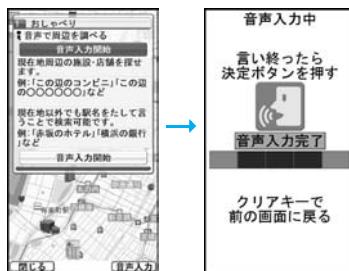 おしゃべり
音声で周辺を調べる
音声入力開始
現在地周辺の施設・店舗を探せ
ます。
例:「この辺のコンビニ」「この辺
の〇〇〇〇〇〇」など
現在地以外でも駅名をたして言
うことで検索可能です。
例:「赤坂のホテル」「横浜の銀行
」など
音声入力開始
閉じる
音声入力
音声入力中
言い終ったら
決定ボタンを押す
音声入力完了
クリアキーで
前の画面に戻る